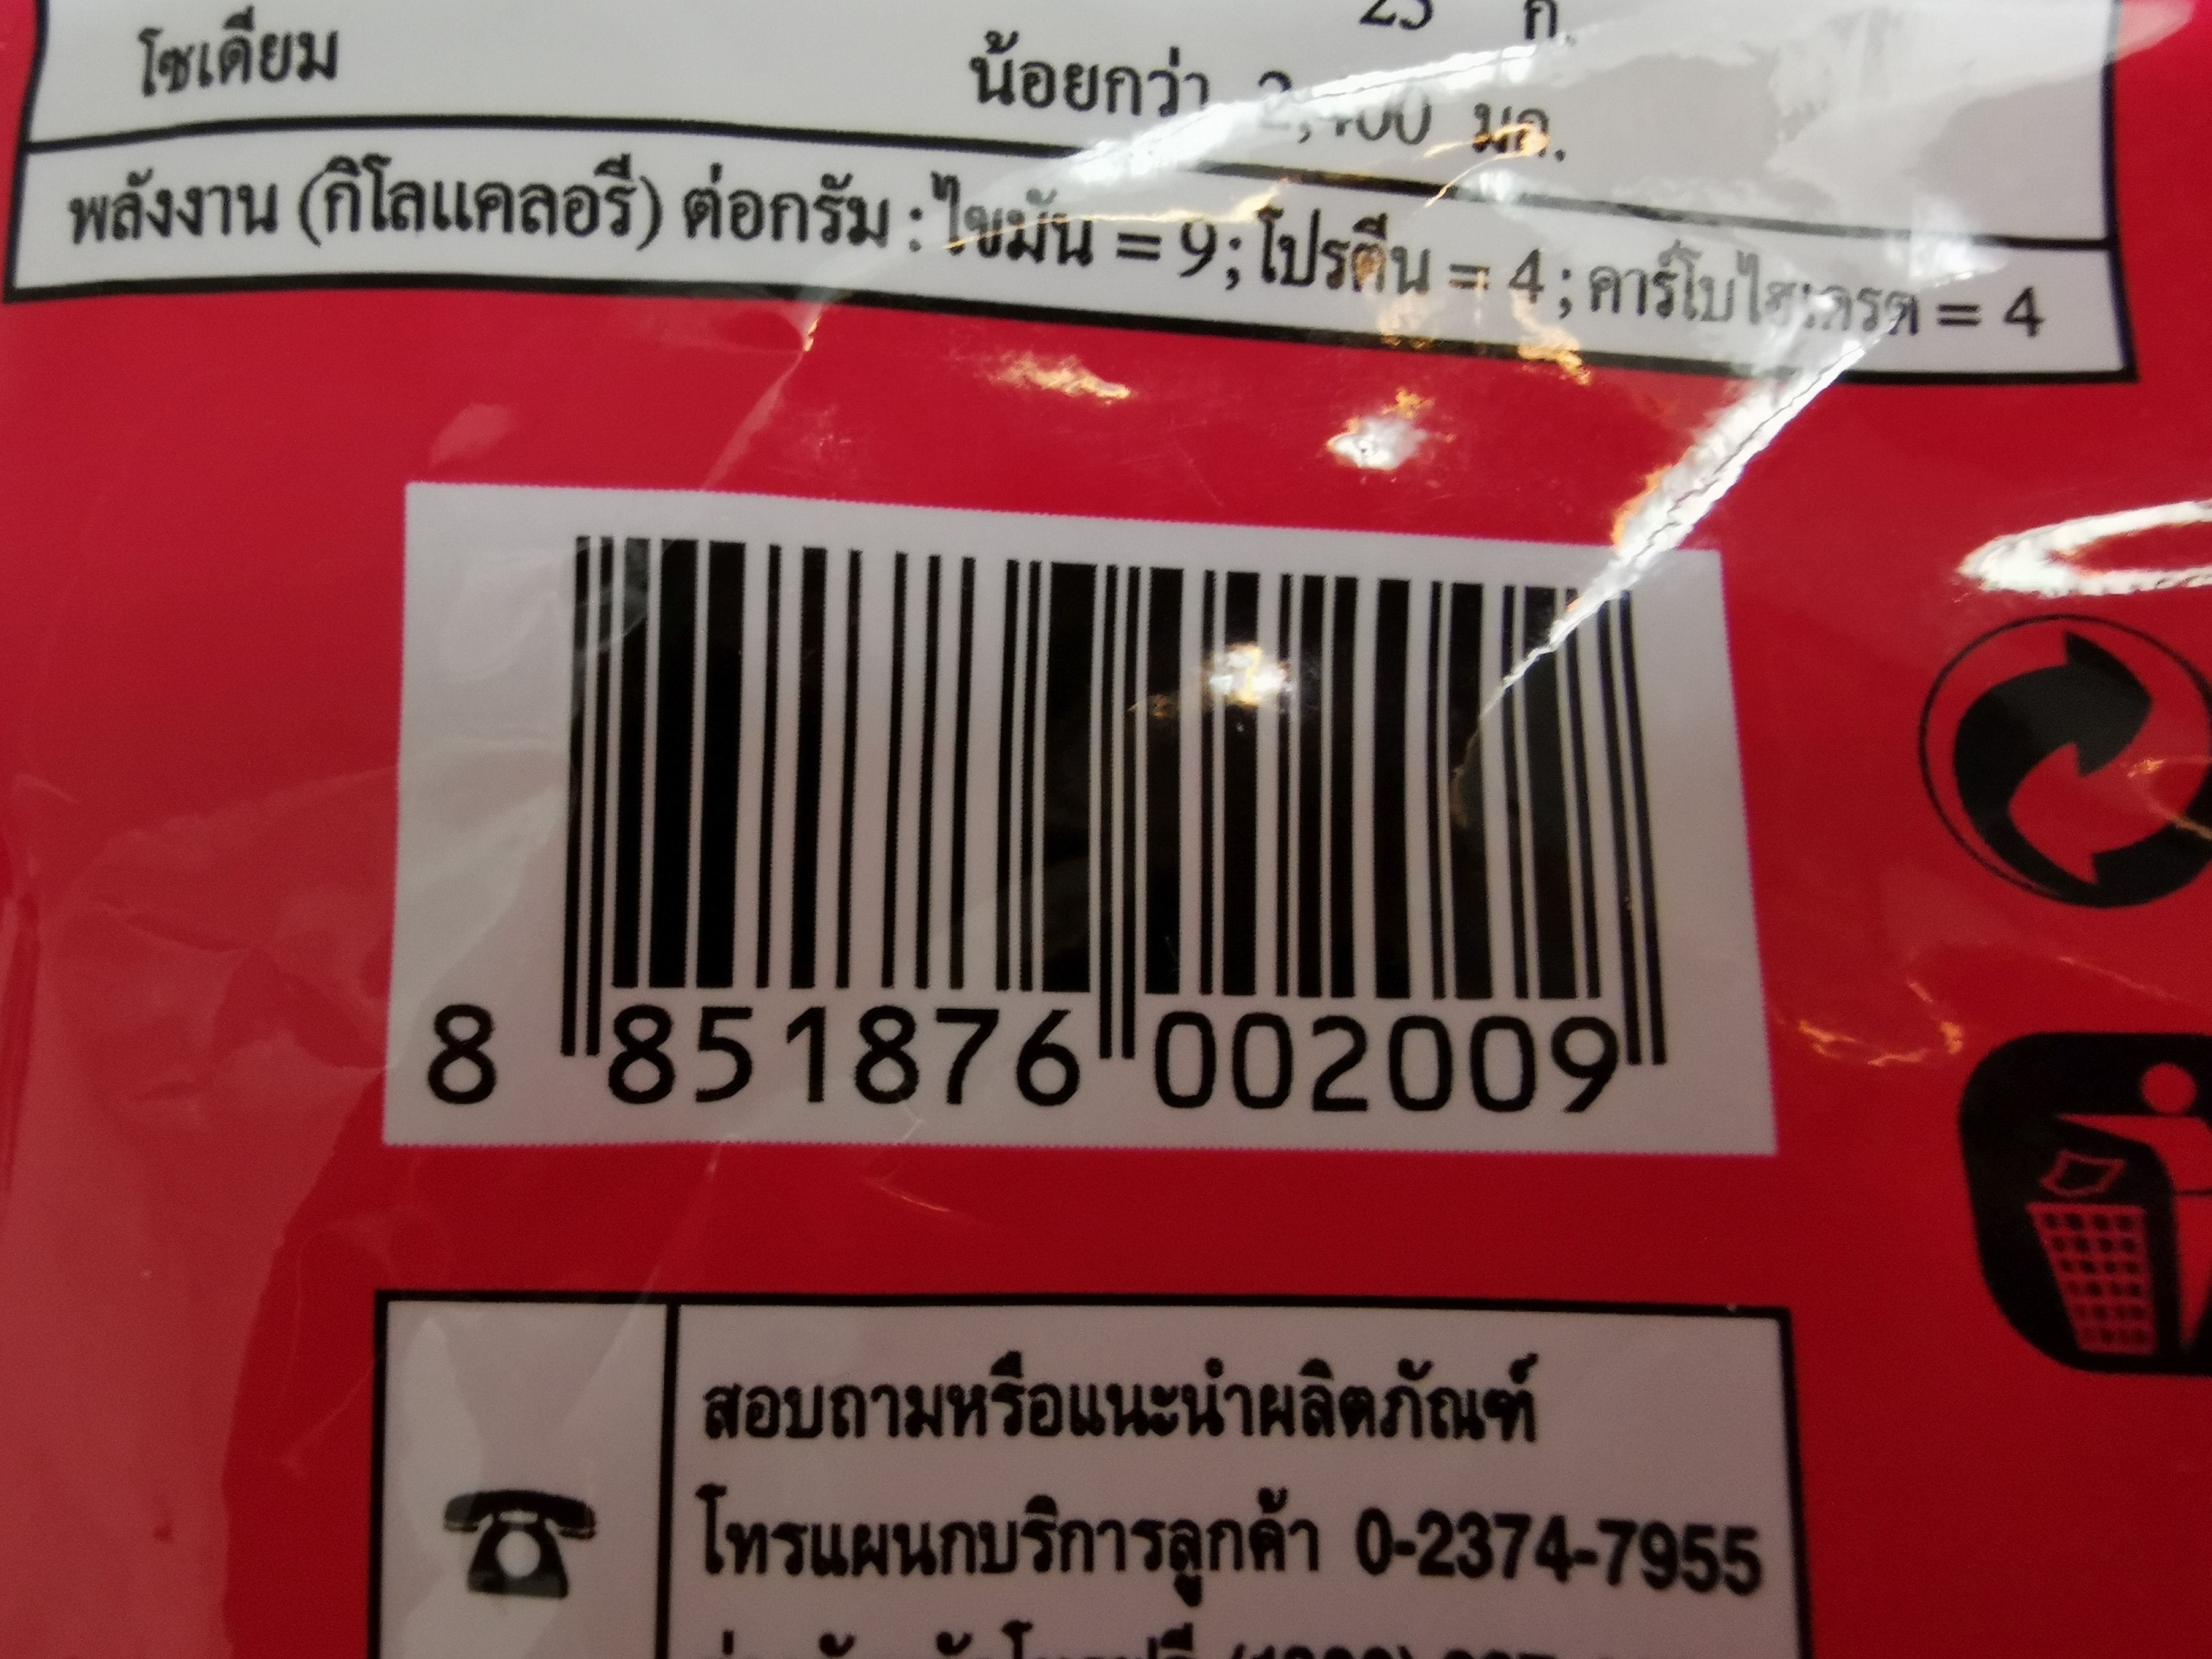 ก.
โซเดียม น้อยกว่า 2,400 มก.
พลังงาน (กิโลแคลอรี) ต่อกรัม : ไขมัน = 9 ; โปรตีน = 4 ; คาร์โบไฮเดรต = 4
8 851876 002009
สอบถามหรือแนะนำผลิตภัณฑ์
โทรแผนกบริการลูกค้า 0-2374-7955